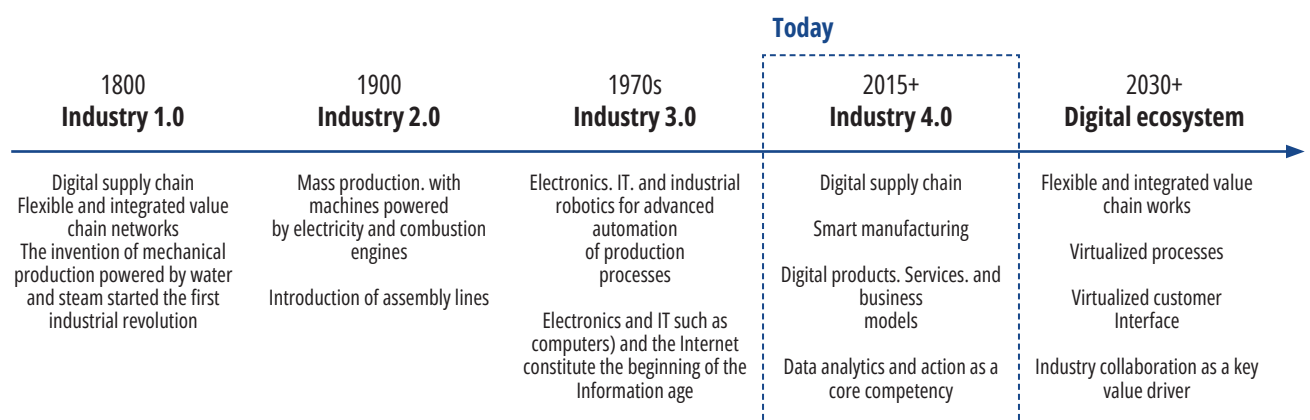 Today
1800
Industry 1.0
Digital supply chain
Flexible and integrated value
chain networks
The invention of mechanical
production powered by water
and steam started the first
industrial revolution
1900
Industry 2.0
Mass production. with
machines powered
by electricity and combustion
engines
Introduction of assembly lines
1970s
Industry 3.0
Electronics. IT. and industrial
robotics for advanced
automation
of production
processes
Electronics and IT such as
computers) and the Internet
constitute the beginning of the
Information age
2015+
Industry 4.0
Digital supply chain
Smart manufacturing
Digital products. Services. and
business
models
Data analytics and action as a
core competency
2030+
Digital ecosystem
Flexible and integrated value
chain works
Virtualized processes
Virtualized customer
Interface
Industry collaboration as a key
value driver